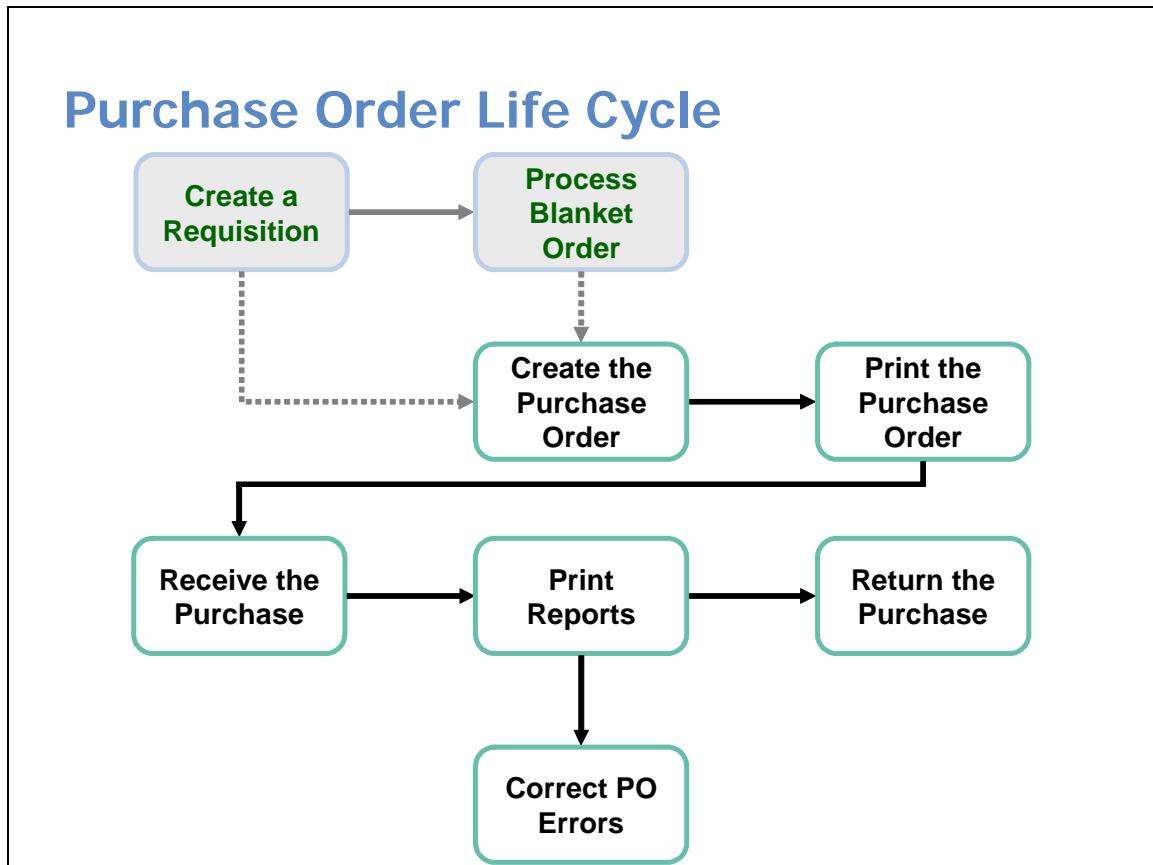 Purchase Order Life Cycle
Create a
Requisition
Process
Blanket
Order
Create the
Purchase
Order
Print the
Purchase
Order
Receive the
Purchase
Print
Reports
Return the
Purchase
Correct PO
Errors